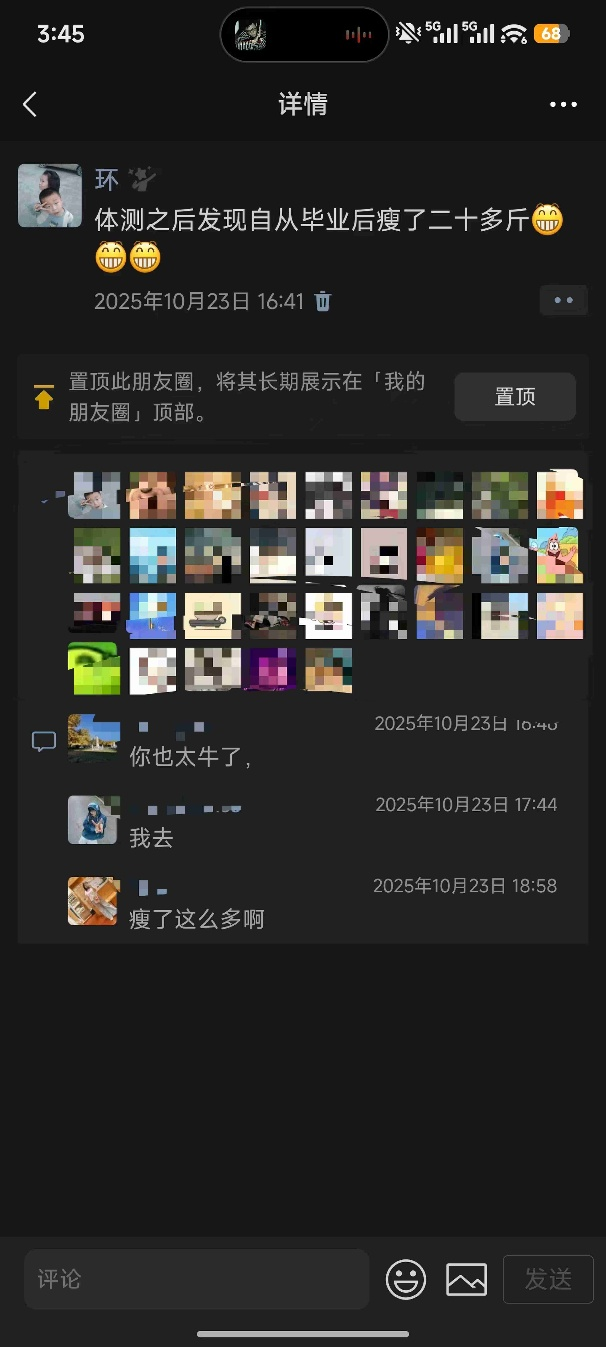 3:45
5G
5G
68
详情
环
体测之后发现自从毕业后瘦了二十多斤😁
😁😁
2025年10月23日 16:41
置顶此朋友圈，将其长期展示在「我的
朋友圈」顶部。
置顶
2025年10月23日
你也太牛了，
2025年10月23日 17:44
我去
2025年10月23日 18:58
瘦了这么多啊
评论
发送